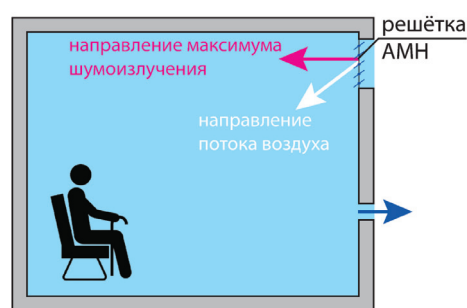 решётка
АМН
направление максимума
шумоизлучения
направление
потока воздуха